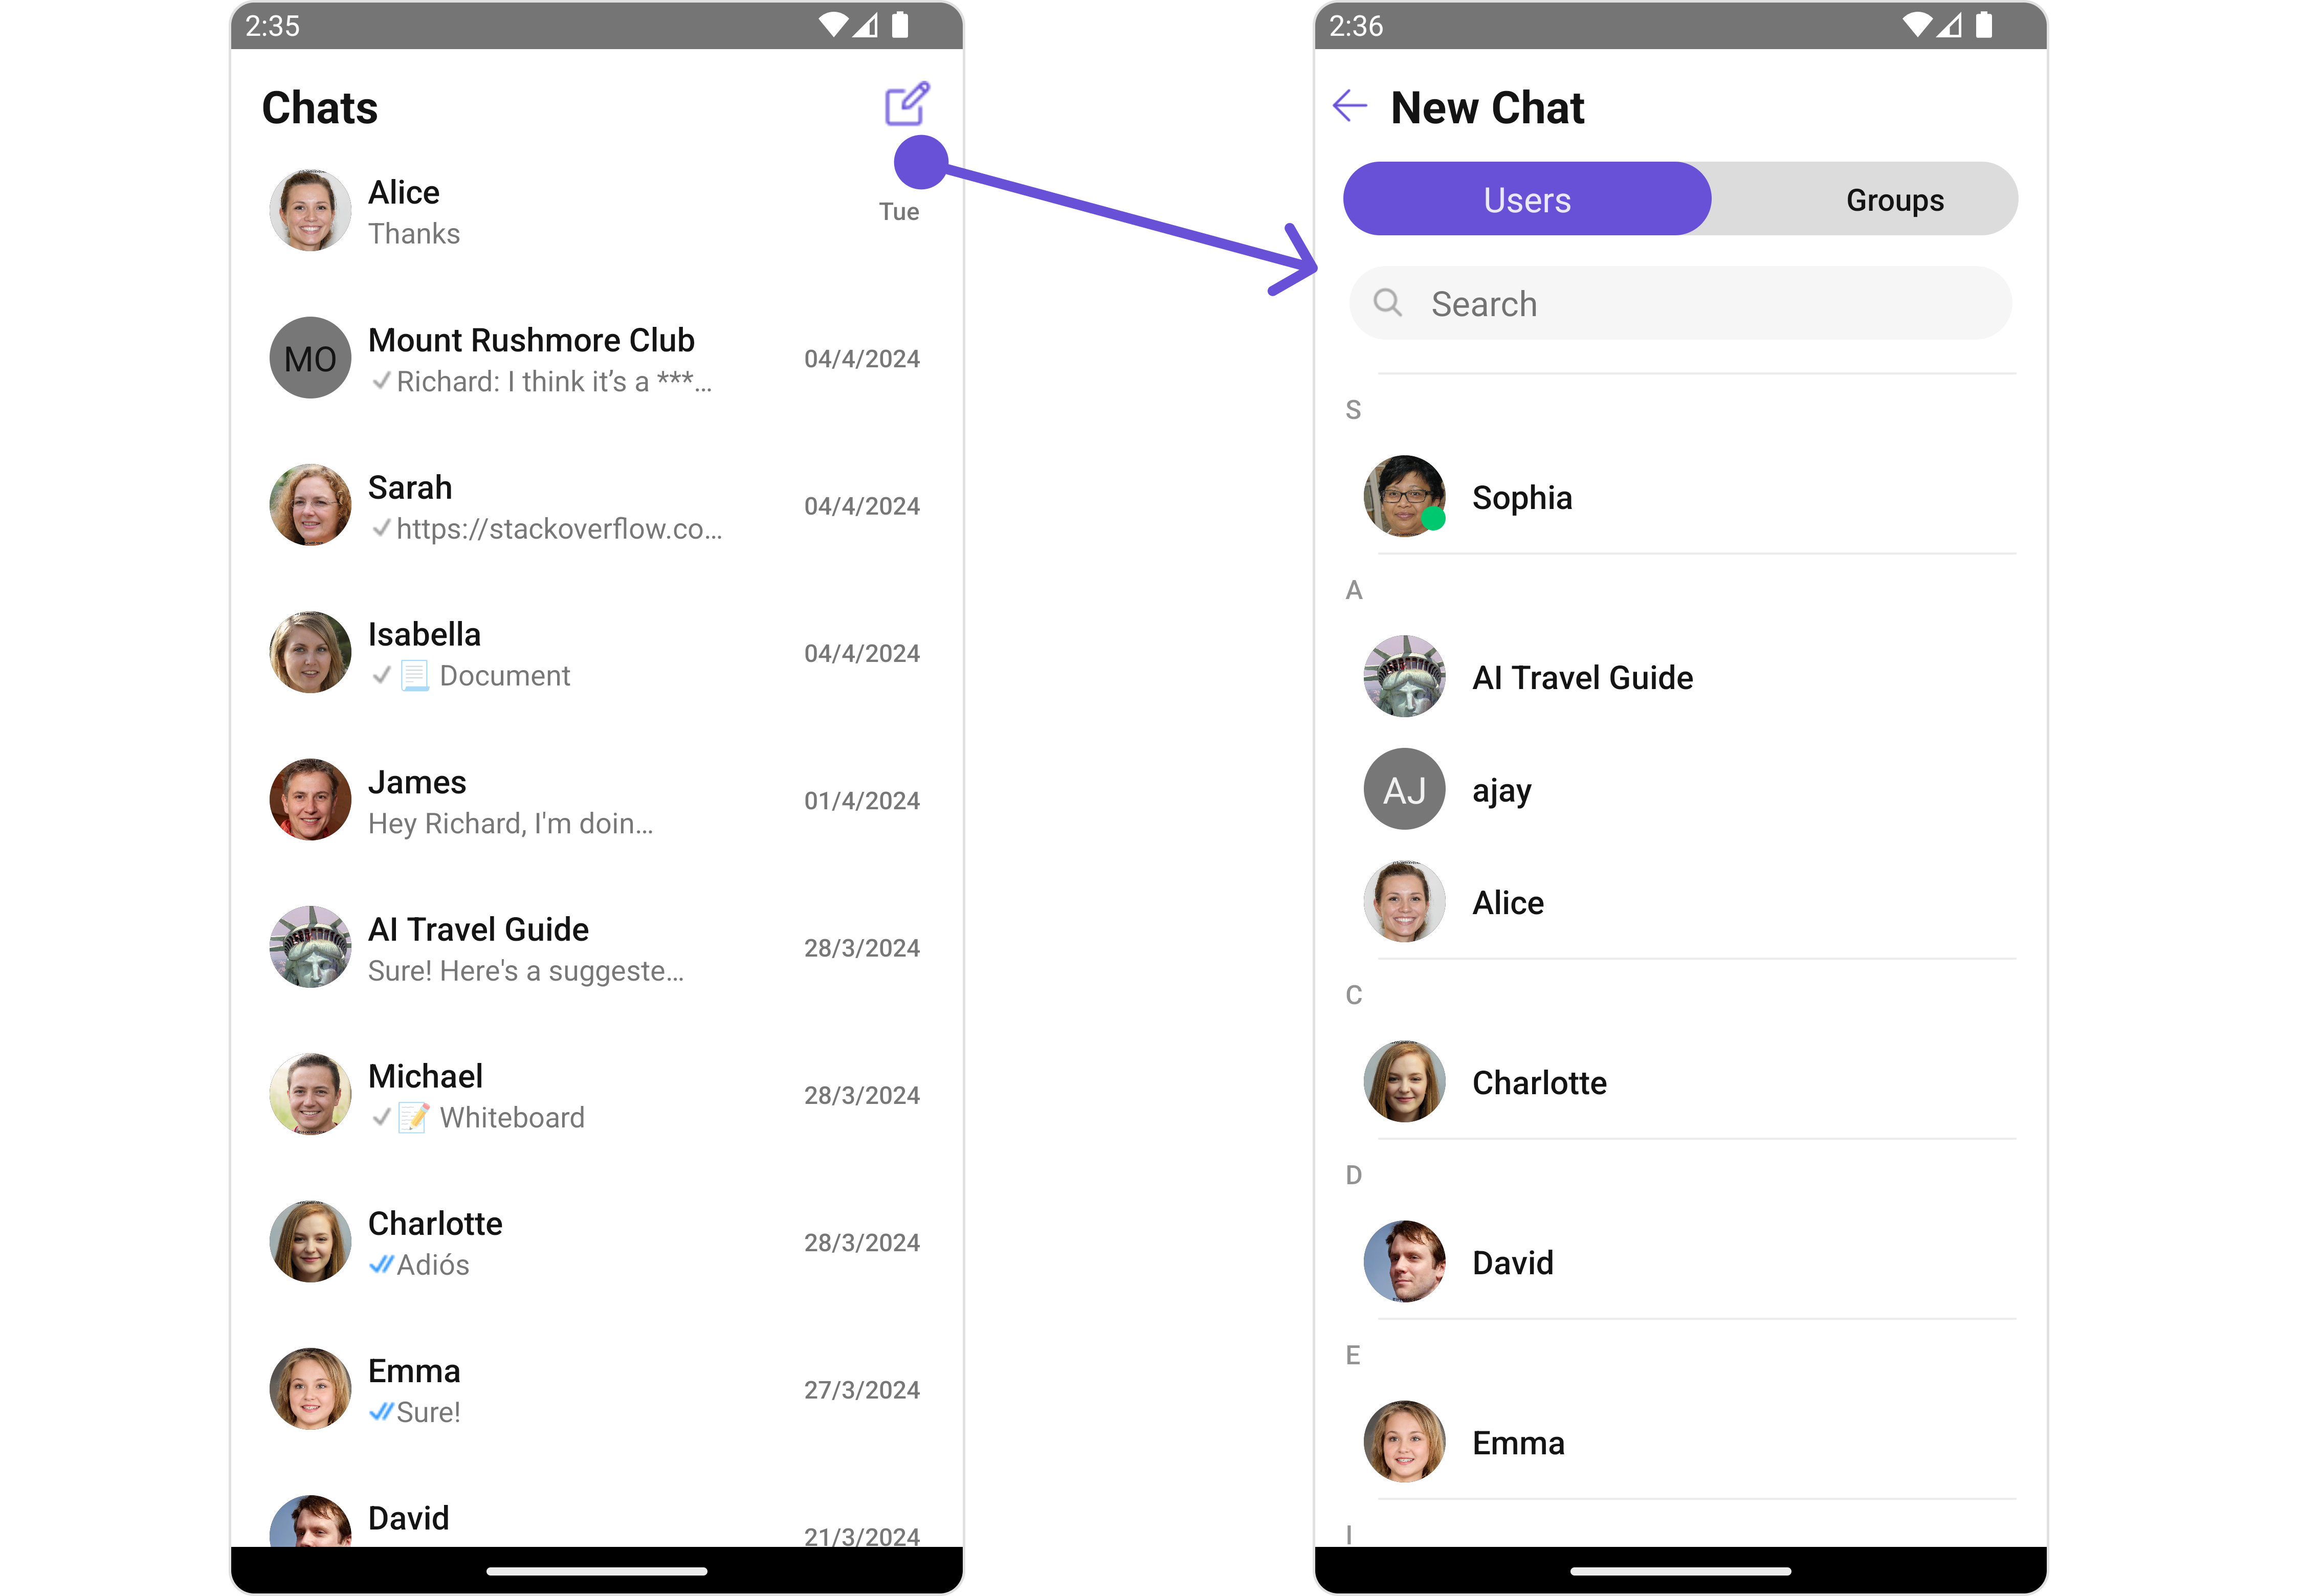 2:35
Chats
Alice
Thanks
Tue
MO
Mount Rushmore Club
Richard: I think it’s a ***...
04/4/2024
Sarah
https://stackoverflow.co...
04/4/2024
Isabella
Document
04/4/2024
James
Hey Richard, I'm doin...
01/4/2024
AI Travel Guide
Sure! Here's a suggeste...
28/3/2024
Michael
Whiteboard
28/3/2024
Charlotte
Adiós
28/3/2024
Emma
Sure!
27/3/2024
David
21/3/2024
2:36
New Chat
Users
Groups
Search
S
Sophia
A
AI Travel Guide
AJ
ajay
Alice
C
Charlotte
D
David
E
Emma
I